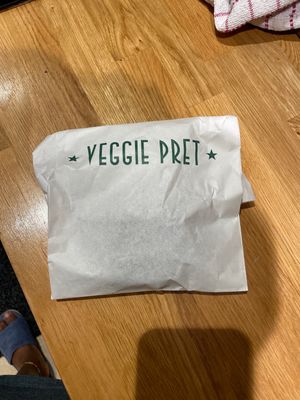 ★ VEGGIE PRET ★